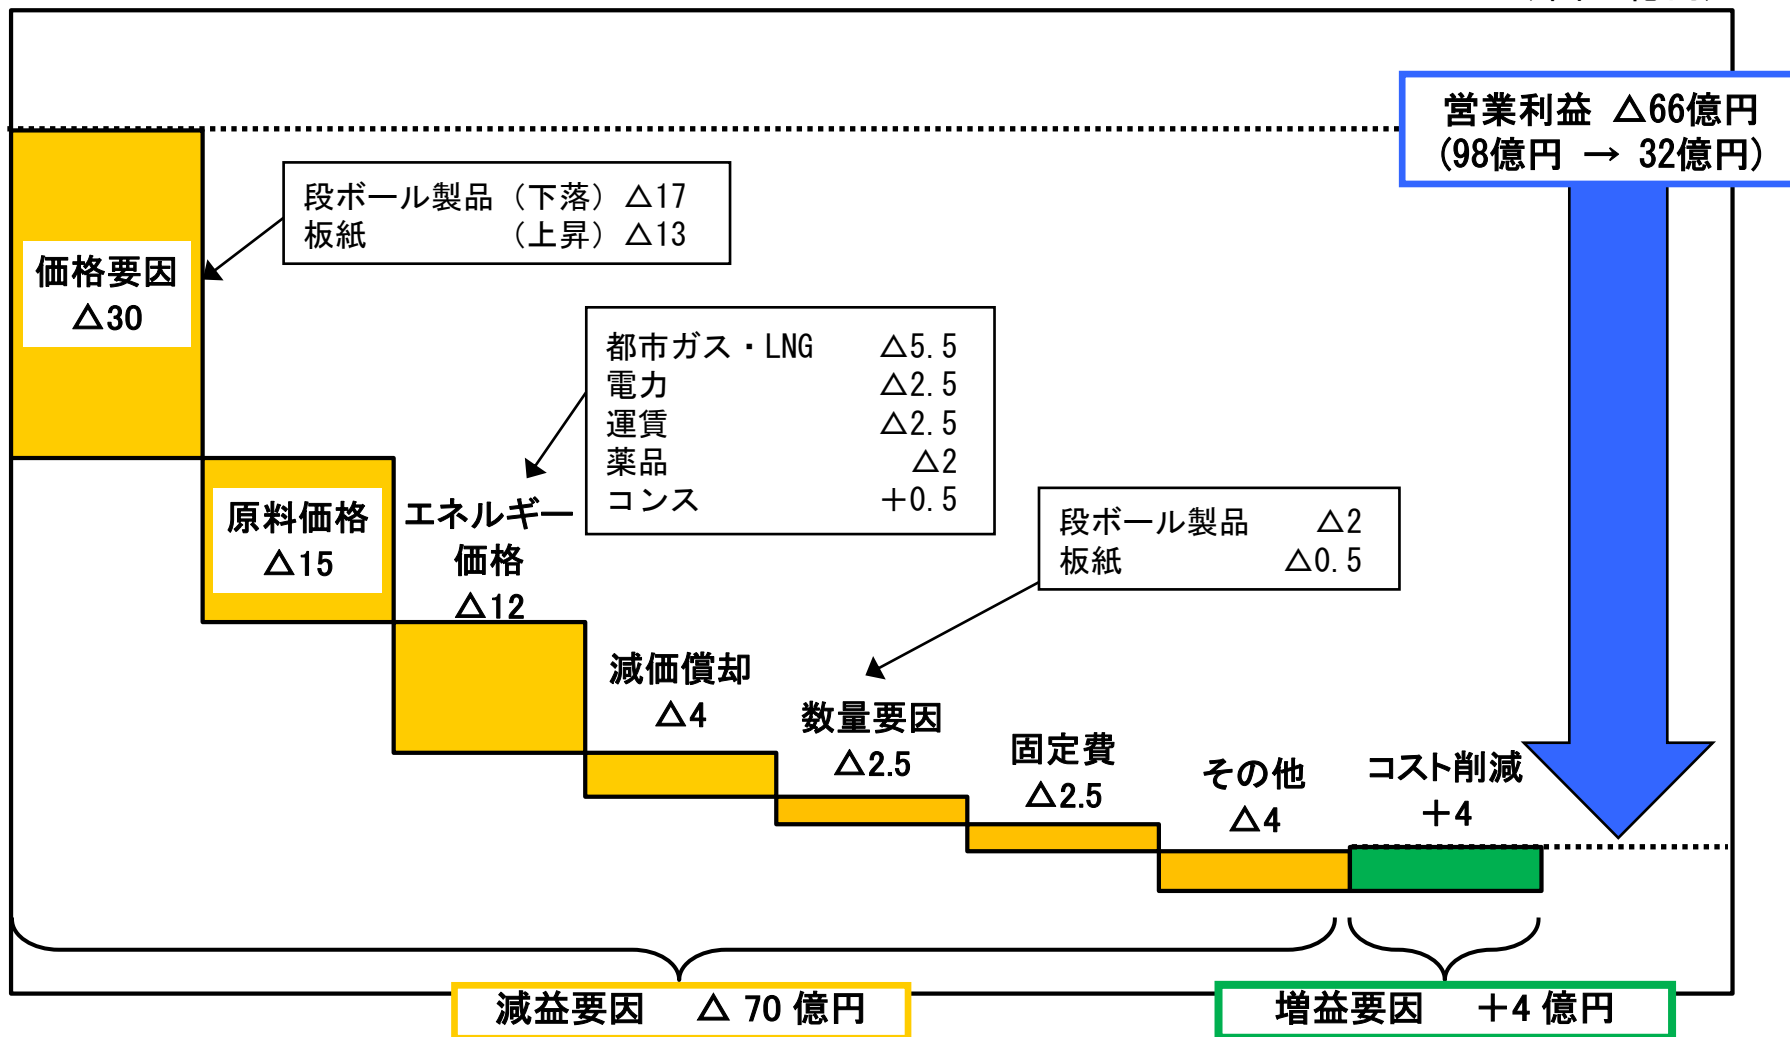 営業利益 △66億円
(98億円 → 32億円)
段ボール製品（下落）△17
板紙　　　　（上昇）△13
価格要因
△30
都市ガス・LNG △5.5
電力 △2.5
運賃 △2.5
薬品 △2
コンス +0.5
原料価格
△15
エネルギー
価格
△12
段ボール製品 △2
板紙 △0.5
減価償却
△4
数量要因
△2.5
固定費
△2.5
その他
△4
コスト削減
+4
減益要因 △ 70 億円
増益要因 +4 億円